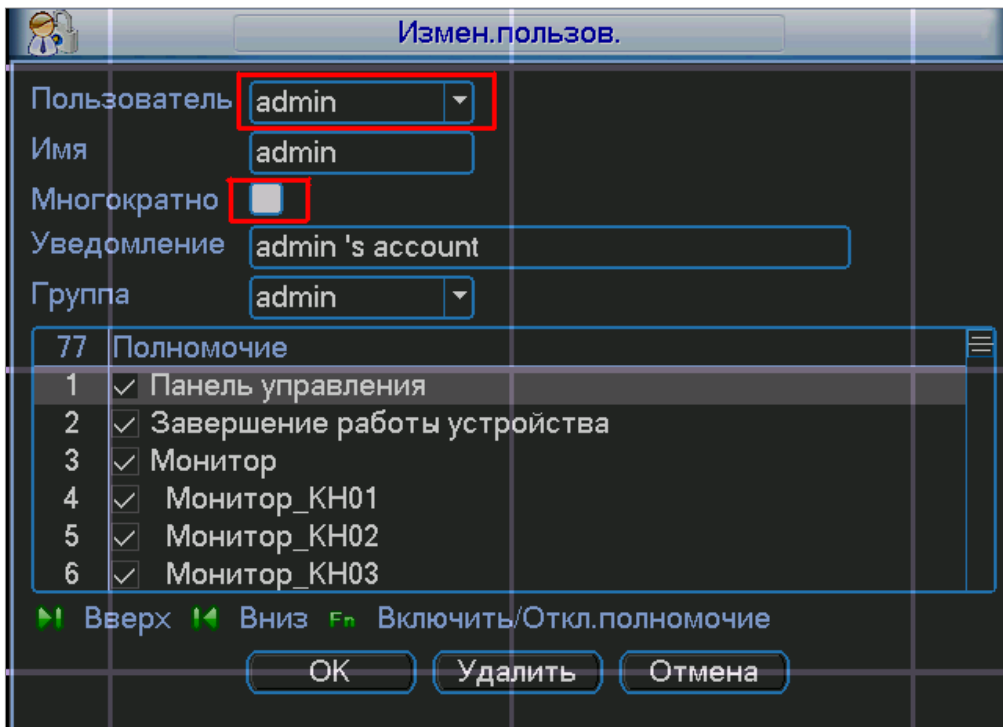 Измен.пользов.
Пользователь admin
Имя admin
Многократно
Уведомление admin 's account
Группа admin
77 Полномочие
1 Панель управления
2 Завершение работы устройства
3 Монитор
4 Монитор_КН01
5 Монитор_КН02
6 Монитор_КН03
Вверх Вниз Fn Включить/Откл.полномочие
OK Удалить Отмена